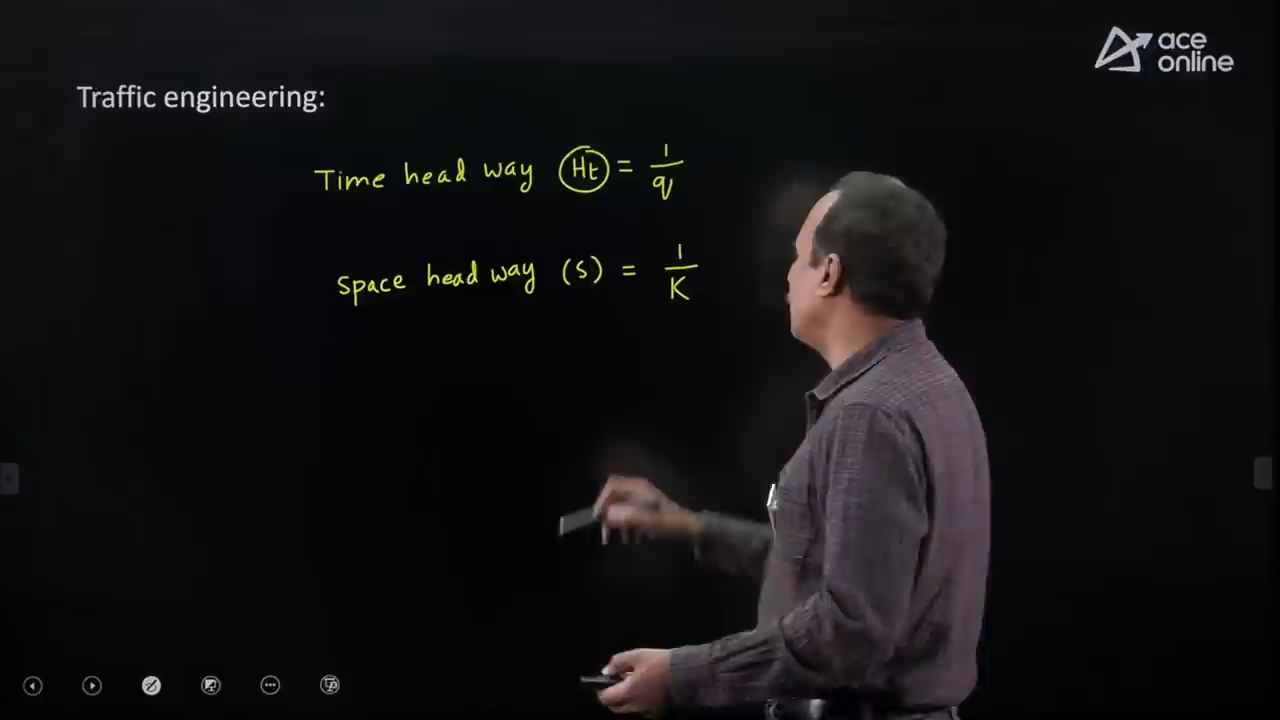 ace
online
Traffic engineering:
Time head way (Ht) = 1/q
Space head way (s) = 1/K